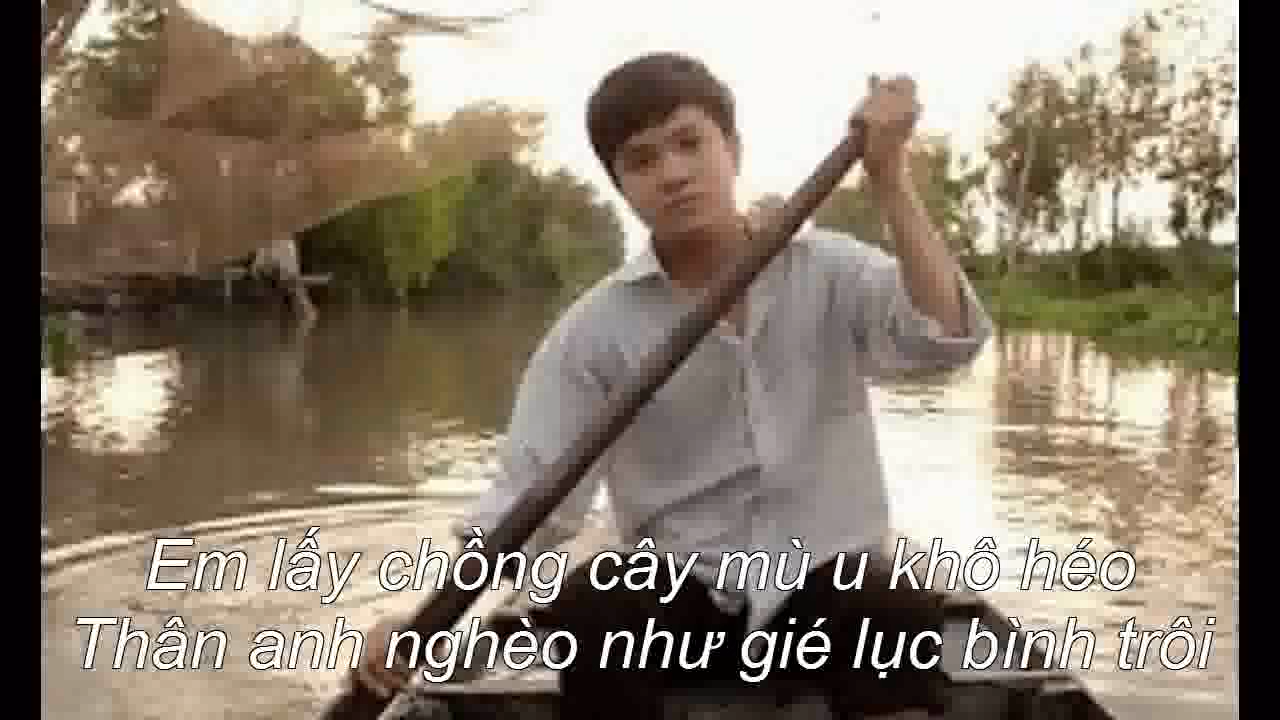 Em lấy chồng cây mù u khô héo
Thân anh nghèo như gié lục bình trôi